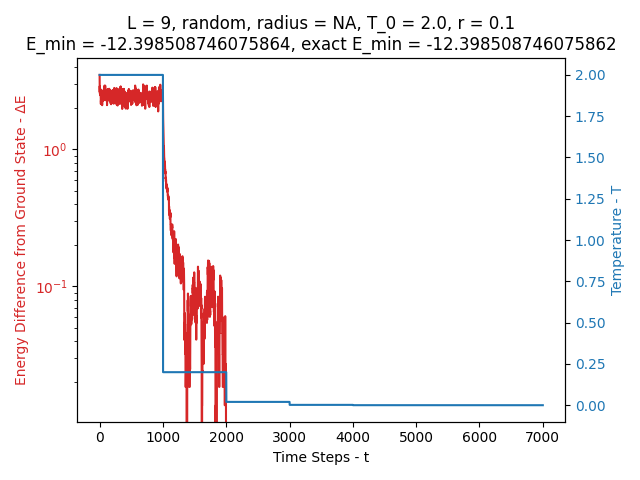 L = 9, random, radius = NA, T_0 = 2.0, r = 0.1
E_min = -12.398508746075864, exact E_min = -12.398508746075862
Energy Difference from Ground State - ΔE
10⁰
10⁻¹
2.00
1.75
1.50
1.25
1.00
0.75
0.50
0.25
0.00
Temperature - T
0 1000 2000 3000 4000 5000 6000 7000
Time Steps - t